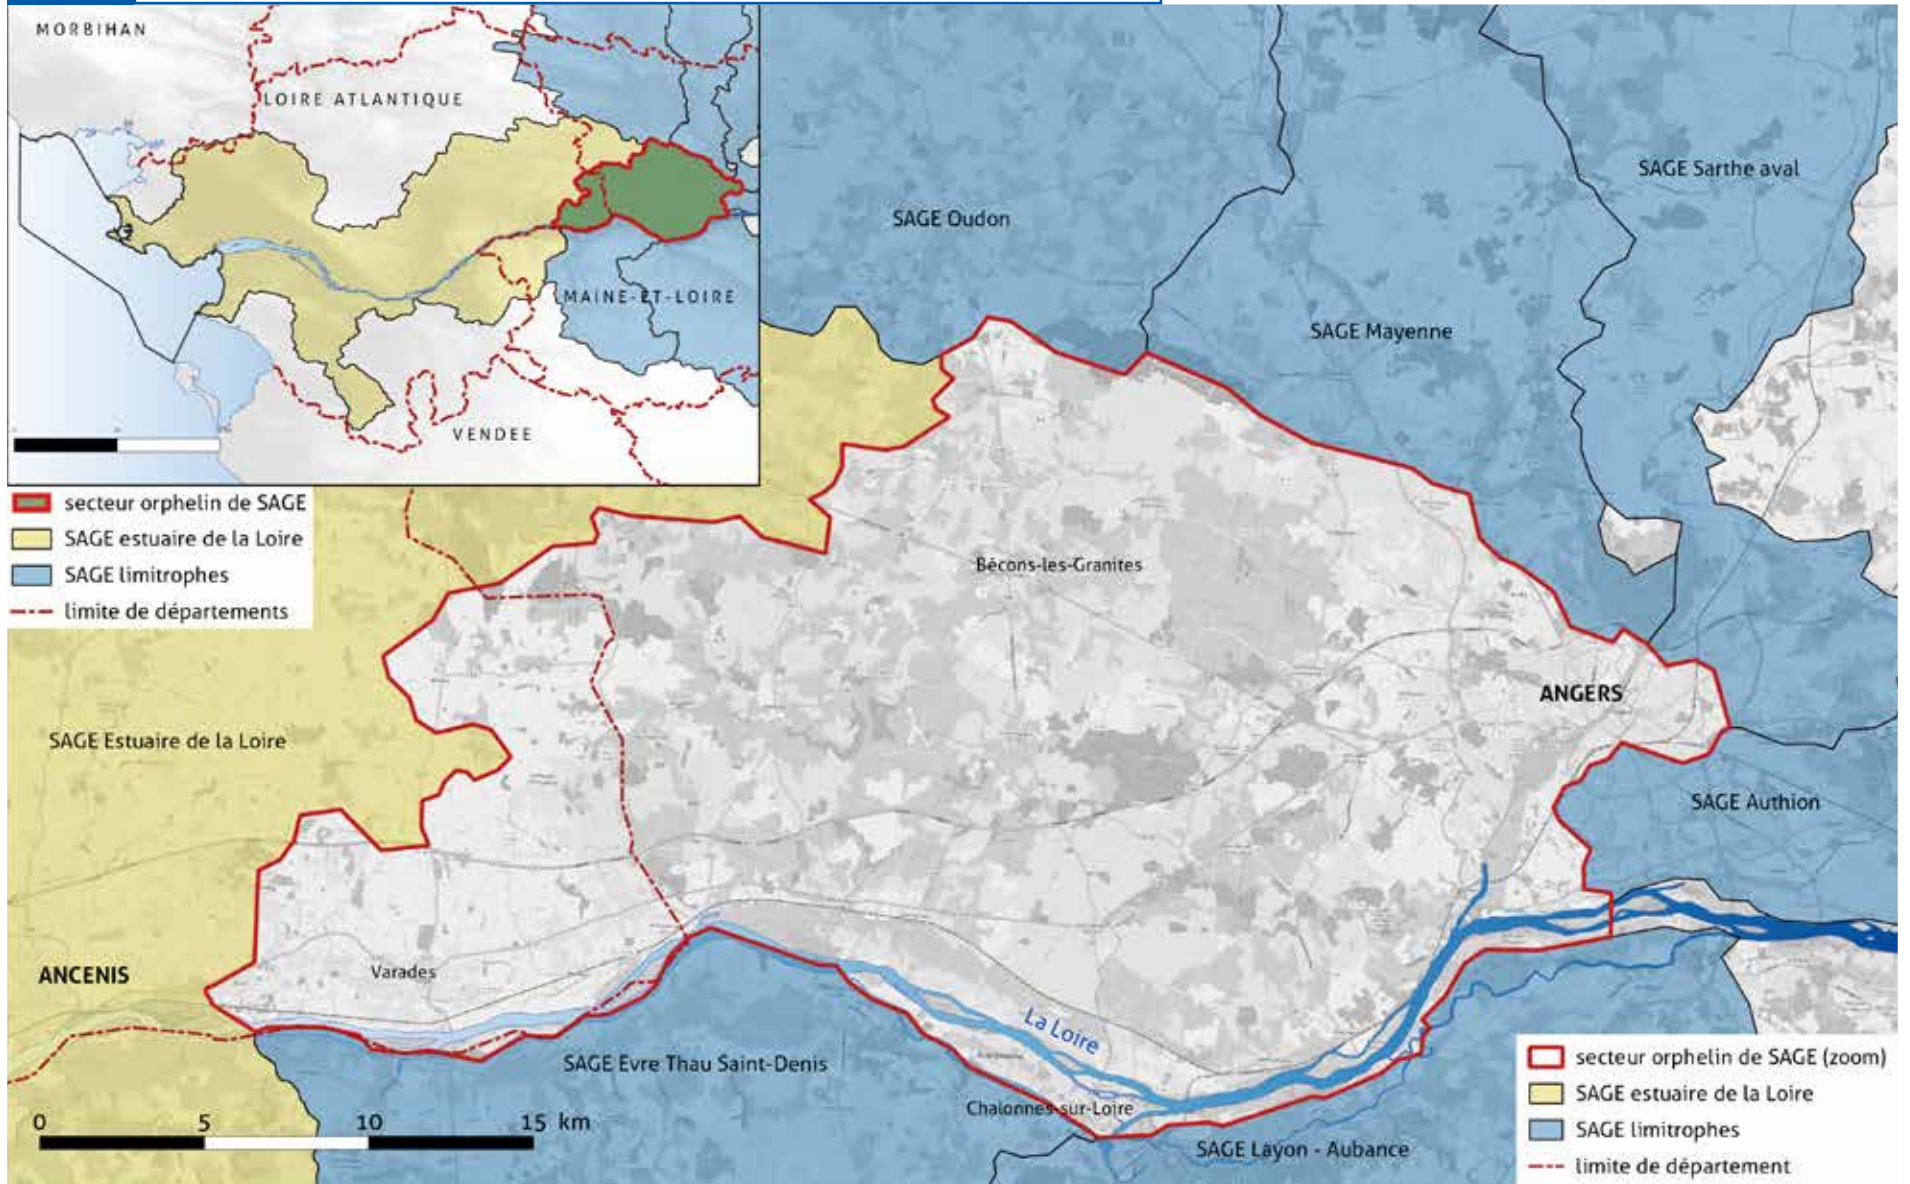 MORBIHAN
LOIRE ATLANTIQUE
MAINE-ET-LOIRE
VENDEE
secteur orphelin de SAGE
SAGE estuaire de la Loire
SAGE limitrophes
limite de départements
SAGE Oudon
SAGE Sarthe aval
SAGE Mayenne
Bécons-les-Granites
ANGERS
SAGE Estuaire de la Loire
SAGE Authion
ANCENIS
Varades
La Loire
SAGE Evre Thau Saint-Denis
Chalonnes-sur-Loire
SAGE Layon - Aubance
0 5 10 15 km
secteur orphelin de SAGE (zoom)
SAGE estuaire de la Loire
SAGE limitrophes
limite de département